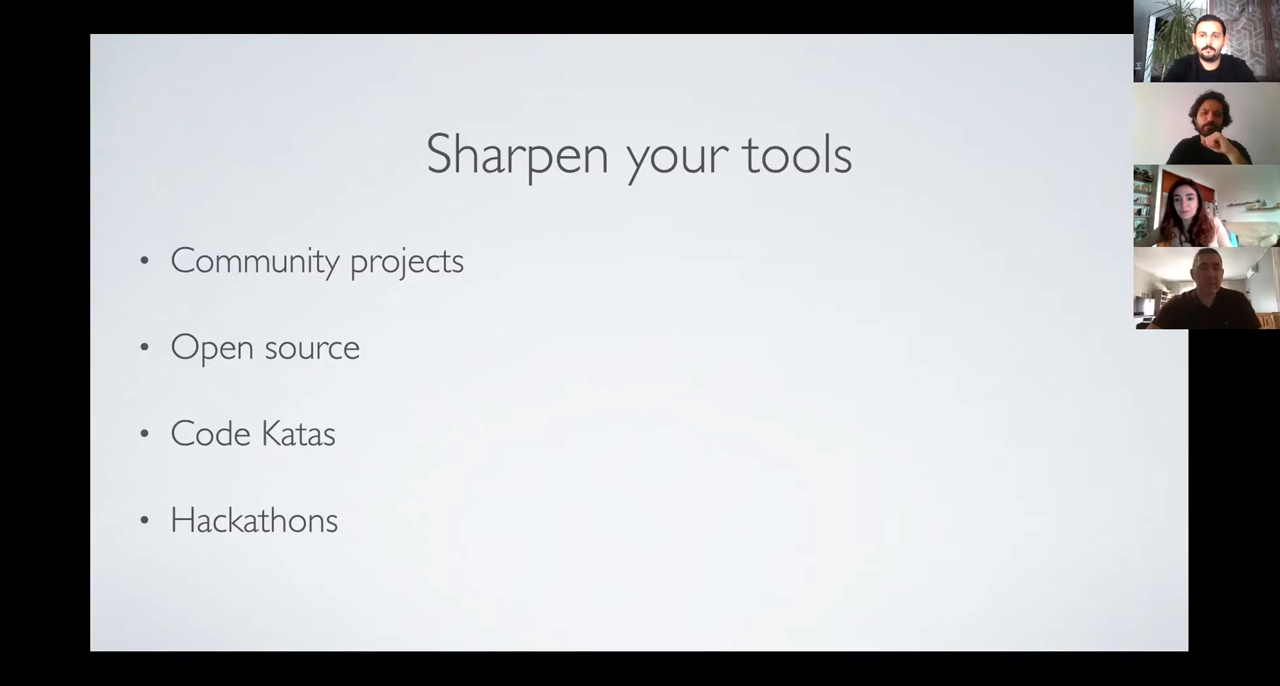 Sharpen your tools
• Community projects
• Open source
• Code Katas
• Hackathons